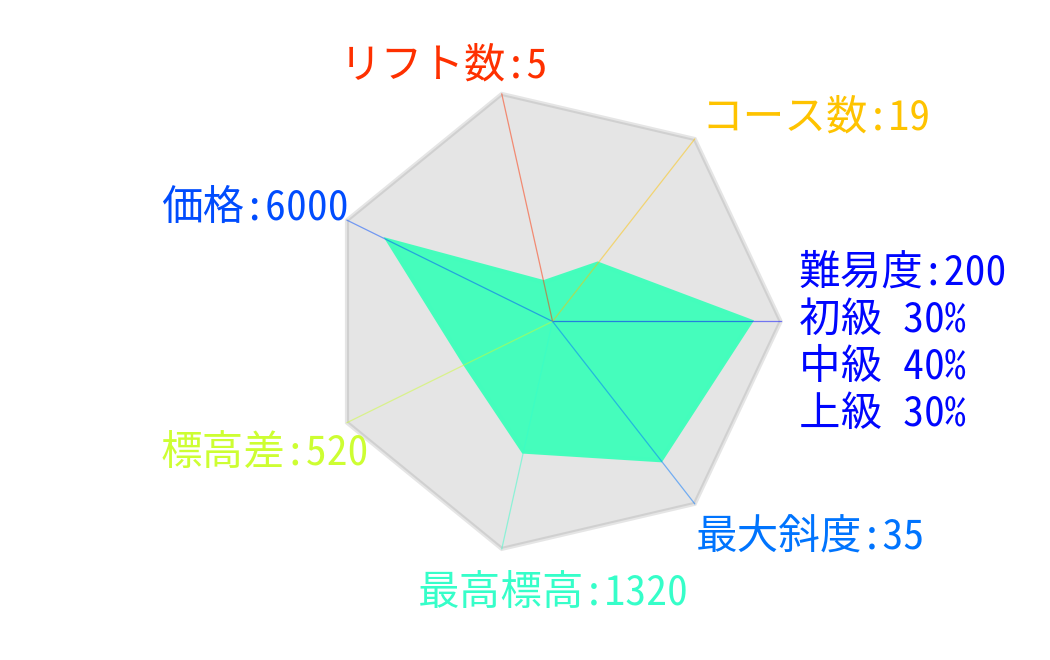 リフト数:5
コース数:19
価格:6000
難易度:200
初級 30%
中級 40%
上級 30%
標高差:520
最大斜度:35
最高標高:1320